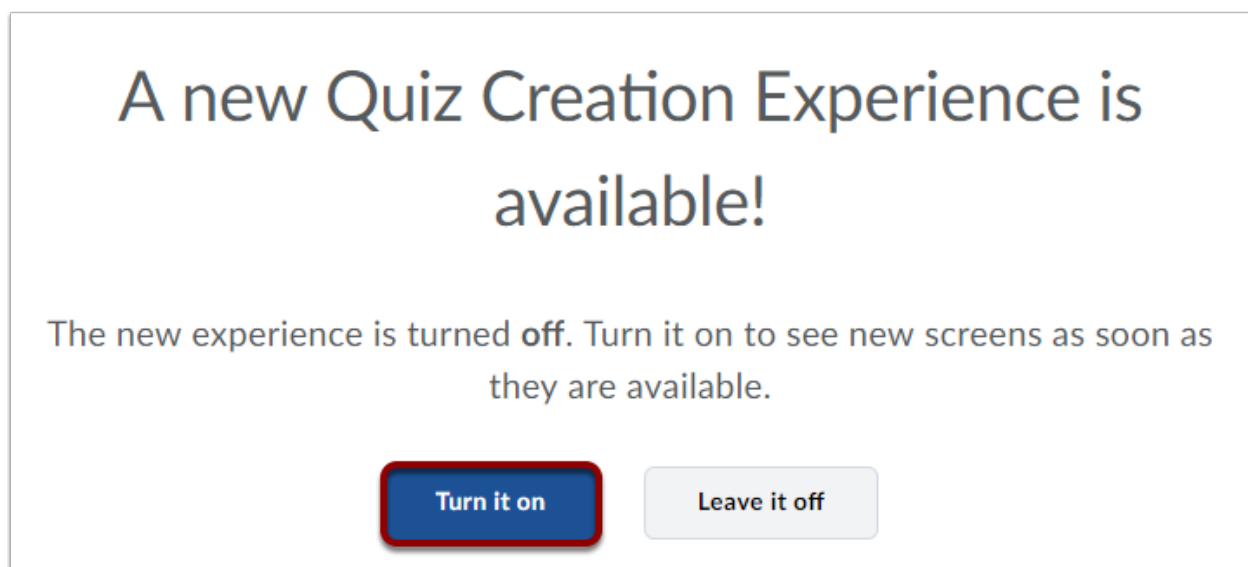 A new Quiz Creation Experience is
available!
The new experience is turned off. Turn it on to see new screens as soon as
they are available.
Turn it on
Leave it off